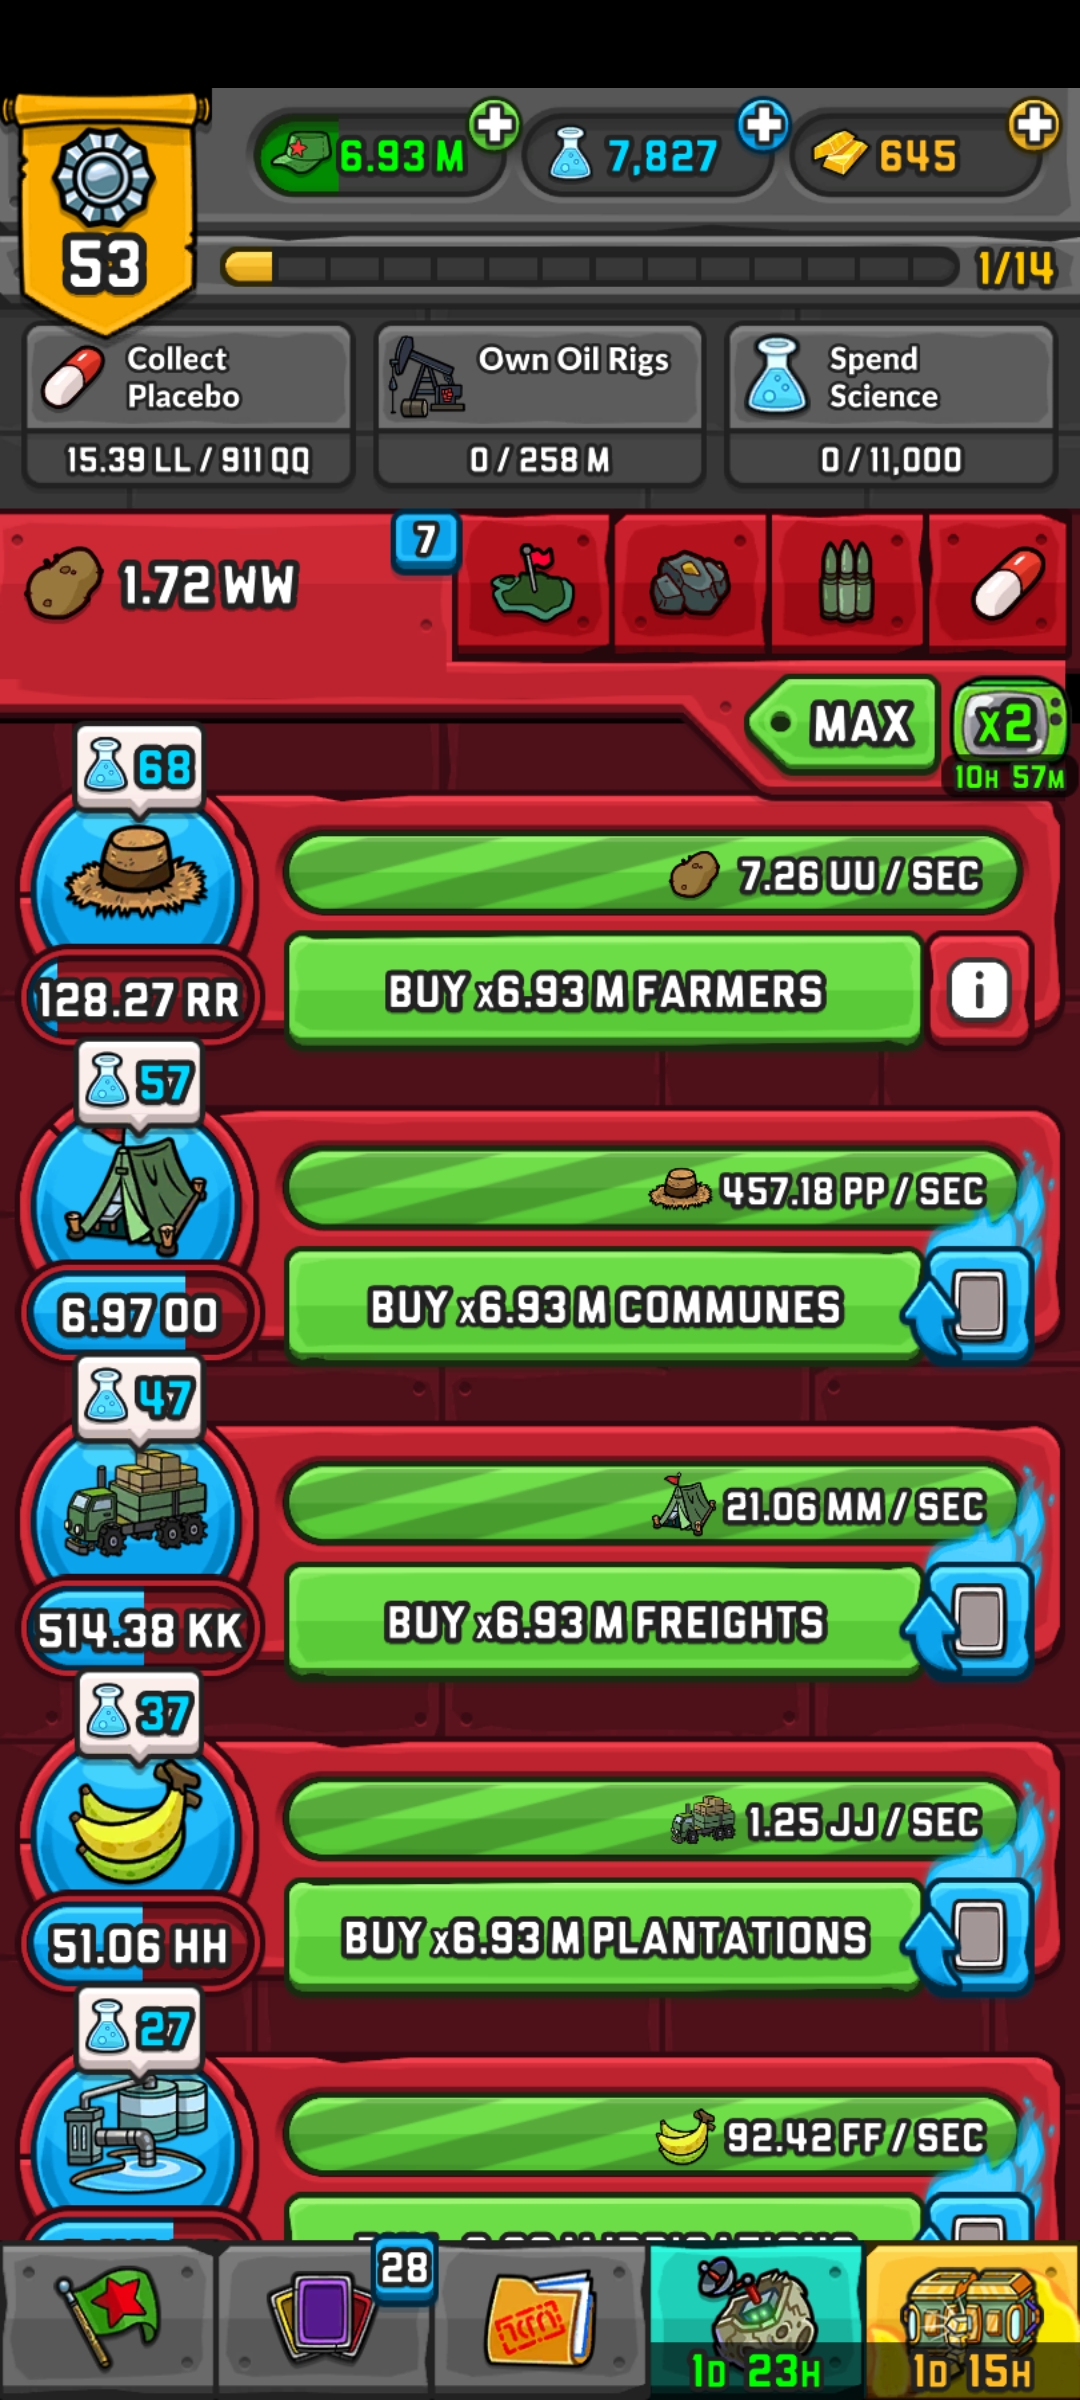 6.93 M
7,827
645
53
1/14
Collect
Placebo
15.39 LL / 911 QQ
Own Oil Rigs
0 / 258 M
Spend
Science
0 / 11,000
1.72 WW
7
MAX
x2
10H 57M
68
7.26 UU / SEC
128.27 RR
BUY x6.93 M FARMERS
i
57
457.18 PP / SEC
6.97 OO
BUY x6.93 M COMMUNES
47
21.06 MM / SEC
514.38 KK
BUY x6.93 M FREIGHTS
37
1.25 JJ / SEC
51.06 HH
BUY x6.93 M PLANTATIONS
27
92.42 FF / SEC
28
1D 23H
1D 15H